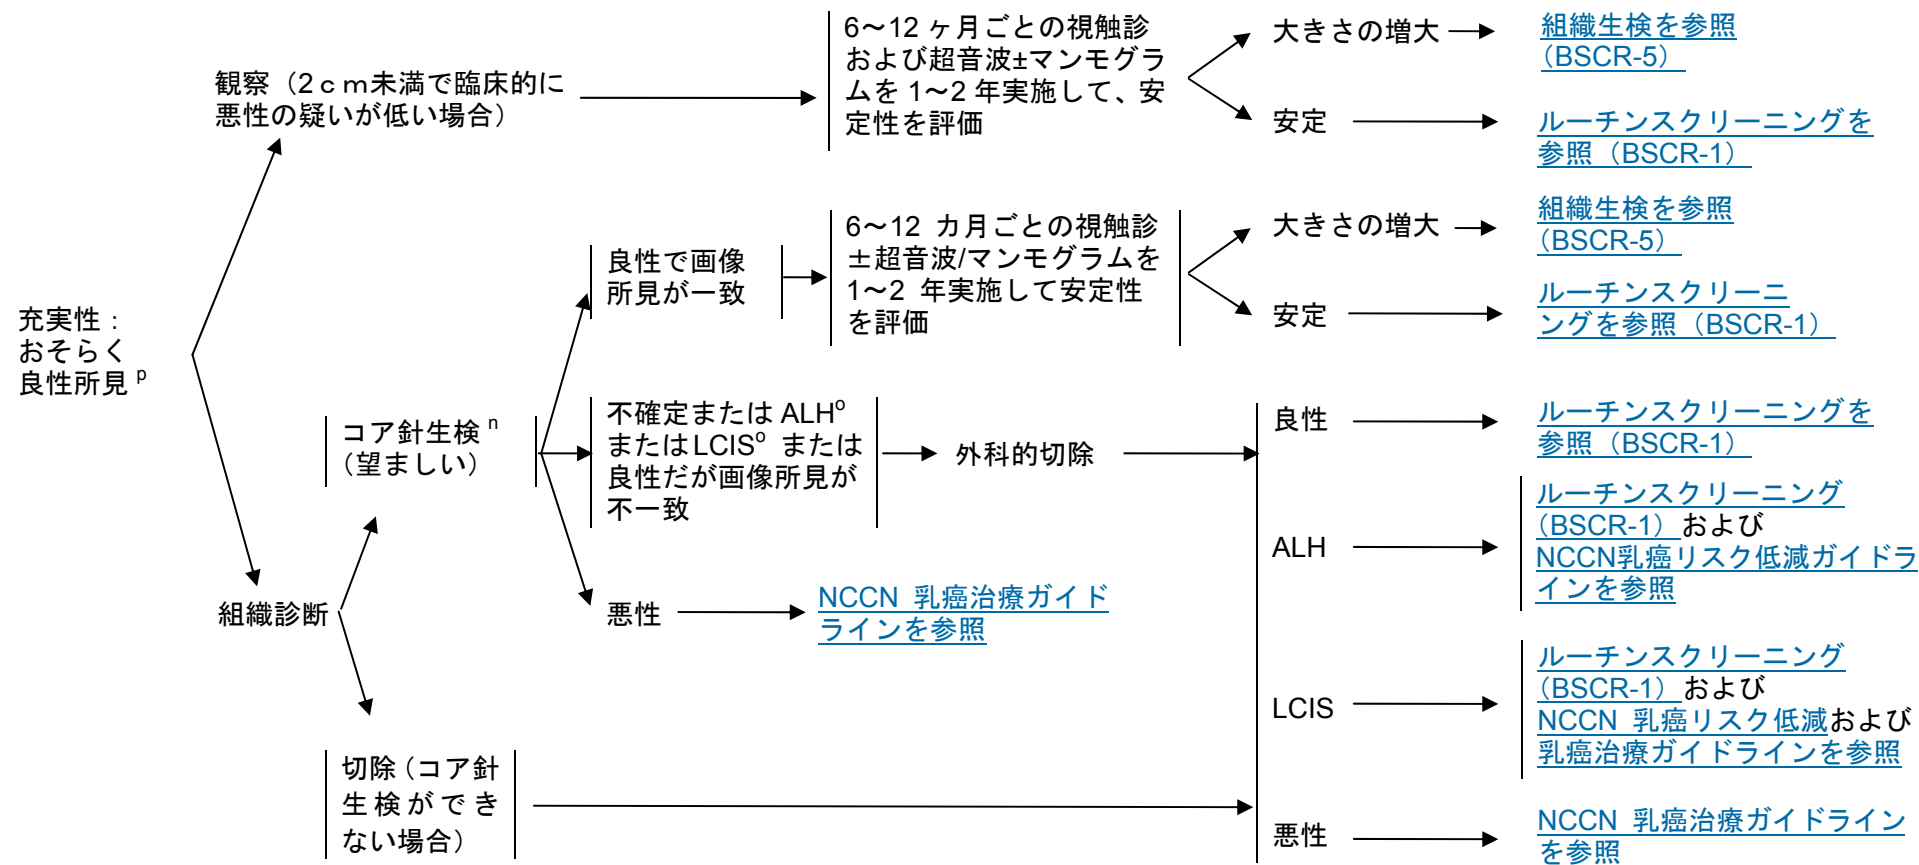 観察（2ｃｍ未満で臨床的に
悪性の疑いが低い場合）
6～12 ヶ月ごとの視触診
および超音波±マンモグラ
ムを 1～2 年実施して、安
定性を評価
大きさの増大
組織生検を参照
（BSCR-5）
安定
ルーチンスクリーニングを
参照（BSCR-1）
充実性：
おそらく
良性所見 p
良性で画像
所見が一致
6～12 カ月ごとの視触診
±超音波/マンモグラムを
1～2 年実施して安定性
を評価
大きさの増大
組織生検を参照
（BSCR-5）
安定
ルーチンスクリーニ
ングを参照（BSCR-1）
コア針生検 n
（望ましい）
不確定または ALHo
またはLCISo または
良性だが画像所見が
不一致
外科的切除
良性
ルーチンスクリーニングを
参照（BSCR-1）
ALH
ルーチンスクリーニング
（BSCR-1）および
NCCN乳癌リスク低減ガイドラ
インを参照
組織診断
悪性
NCCN 乳癌治療ガイド
ラインを参照
LCIS
ルーチンスクリーニング
（BSCR-1）および
NCCN 乳癌リスク低減および
乳癌治療ガイドラインを参照
切除（コア針
生検ができ
ない場合）
悪性
NCCN 乳癌治療ガイドライン
を参照